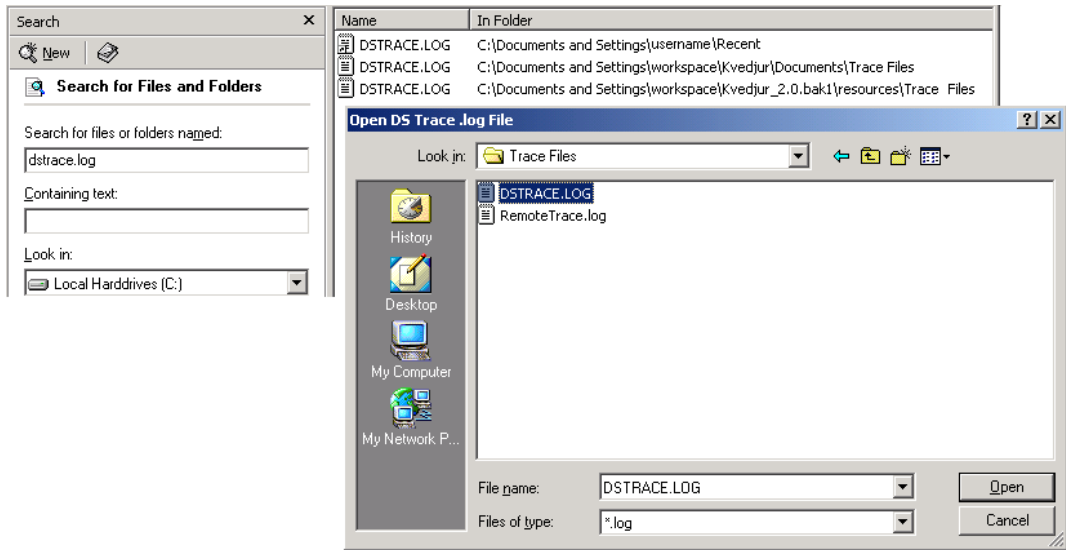 Search
New
Search for Files and Folders
Search for files or folders named:
dstrace.log
Containing text:
Look in:
Local Harddrives (C:)
Name In Folder
DSTRACE.LOG C:\Documents and Settings\username\Recent
DSTRACE.LOG C:\Documents and Settings\workspace\Kvedjur\Documents\Trace Files
DSTRACE.LOG C:\Documents and Settings\workspace\Kvedjur_2.0.bak1\resources\Trace Files
Open DS Trace .log File
Look in: Trace Files
History
Desktop
My Computer
My Network P...
DSTRACE.LOG
RemoteTrace.log
File name: DSTRACE.LOG Open
Files of type: *.log Cancel